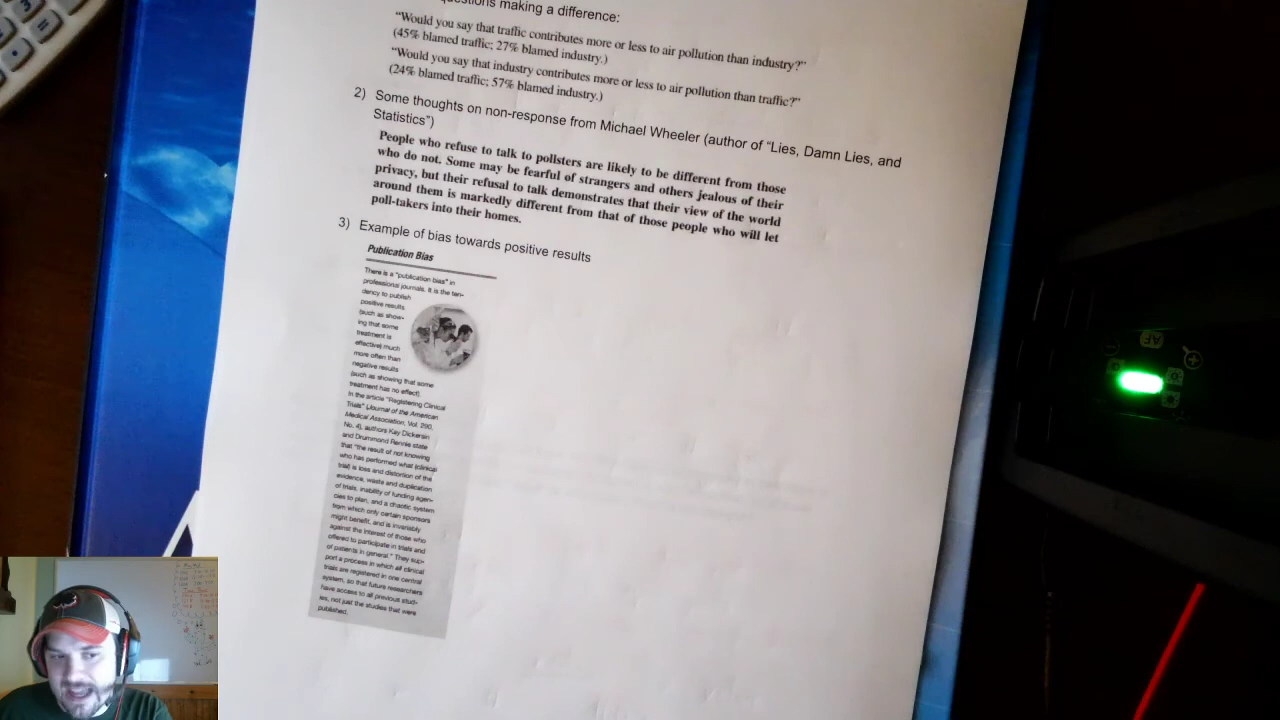 questions making a difference:
"Would you say that traffic contributes more or less to air pollution than industry?"
(45% blamed traffic; 27% blamed industry.)
"Would you say that industry contributes more or less to air pollution than traffic?"
(24% blamed traffic; 57% blamed industry.)
2) Some thoughts on non-response from Michael Wheeler (author of "Lies, Damn Lies, and
Statistics")
People who refuse to talk to pollsters are likely to be different from those
who do not. Some may be fearful of strangers and others jealous of their
privacy, but their refusal to talk demonstrates that their view of the world
around them is markedly different from that of those people who will let
poll-takers into their homes.
3) Example of bias towards positive results
Publication Bias
There is a "publication bias" in
professional journals. It is the ten-
dency to publish
positive results
(such as show-
ing that some
treatment is
effective) much
more often than
negative results
(such as showing that some
treatment has no effect).
In the article "Registering Clinical
Trials" (Journal of the American
Medical Association, Vol. 290,
No. 4), authors Kay Dickersin
and Drummond Rennie state
that "the result of not knowing
who has performed what (clinical
trial) is loss and distortion of the
evidence, waste and duplication
of trials, inability of funding agen-
cies to plan, and a chaotic system
from which only certain sponsors
might benefit, and is invariably
against the interest of those who
offered to participate in trials and
of patients in general." They sup-
port a process in which all clinical
trials are registered in one central
system, so that future researchers
have access to all previous stud-
ies, not just the studies that were
published.
AF